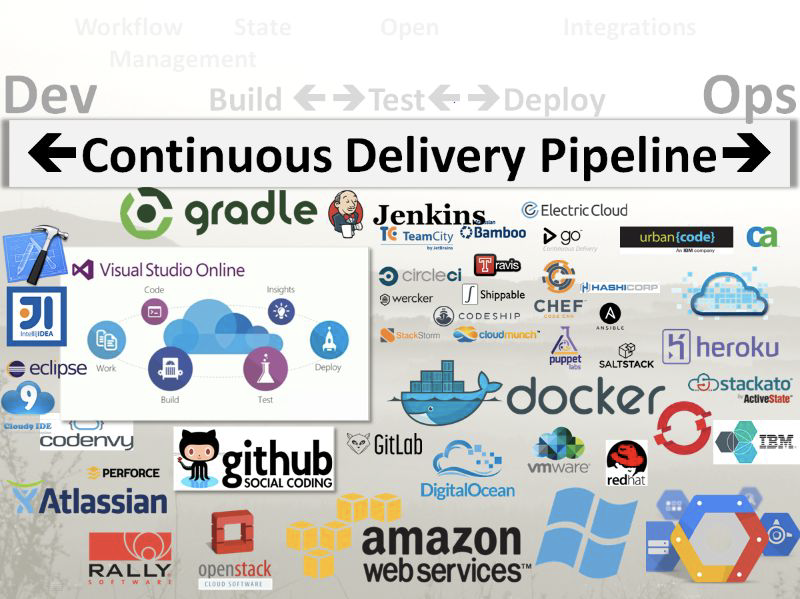 Workflow State Open Integrations
Management
Dev Build Test Deploy Ops
Continuous Delivery Pipeline
gradle
Jenkins
ElectricCloud
TeamCity
by JetBrains
Bamboo
go
Continuous Delivery
urban{code}
An IBM company
ca
Visual Studio Online
Code
Insights
Work
Deploy
Build
Test
IntelliJIDEA
circleci
Travis
CHEF
CODE CAN
HASHICORP
wercker
Shippable
CODESHIP
ANSIBLE
StackStorm
cloudmunch
puppet
labs
SALTSTACK
heroku
eclipse
9
Cloud9 IDE
docker
stackato
by ActiveState
codenvy
github
SOCIAL CODING
GitLab
vmware
redhat
IBM
PERFORCE
DigitalOcean
Atlassian
RALLY
SOFTWARE
openstack
CLOUD SOFTWARE
amazon
web services™